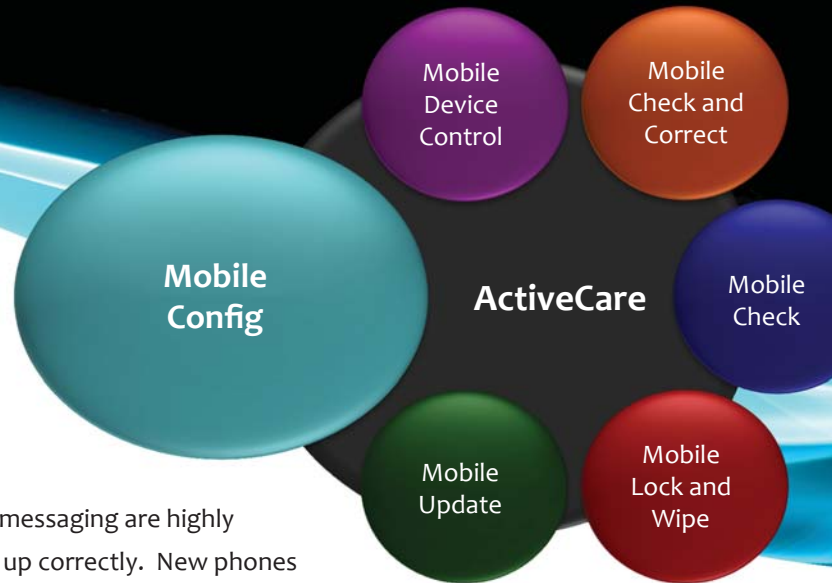 Mobile
Device
Control
Mobile
Check and
Correct
Mobile
Config
ActiveCare
Mobile
Check
Mobile
Update
Mobile
Lock and
Wipe
messaging are highly
up correctly.  New phones